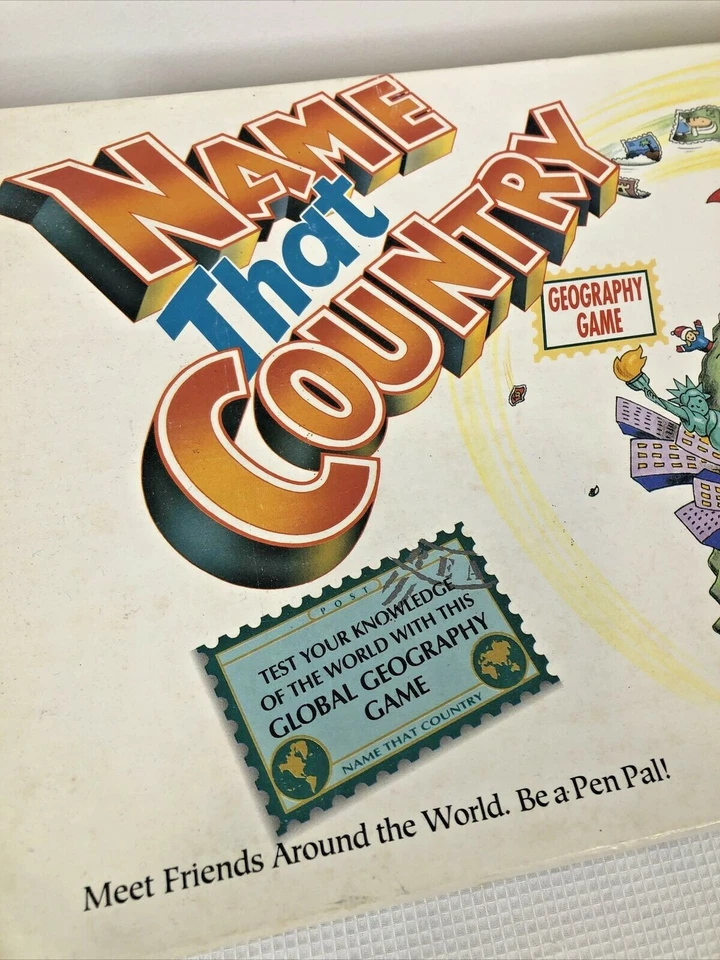 NAME
That
COUNTRY
GEOGRAPHY
GAME
POST
TEST YOUR KNOWLEDGE
OF THE WORLD WITH THIS
GLOBAL GEOGRAPHY
GAME
NAME THAT COUNTRY
Meet Friends Around the World. Be a Pen Pal!